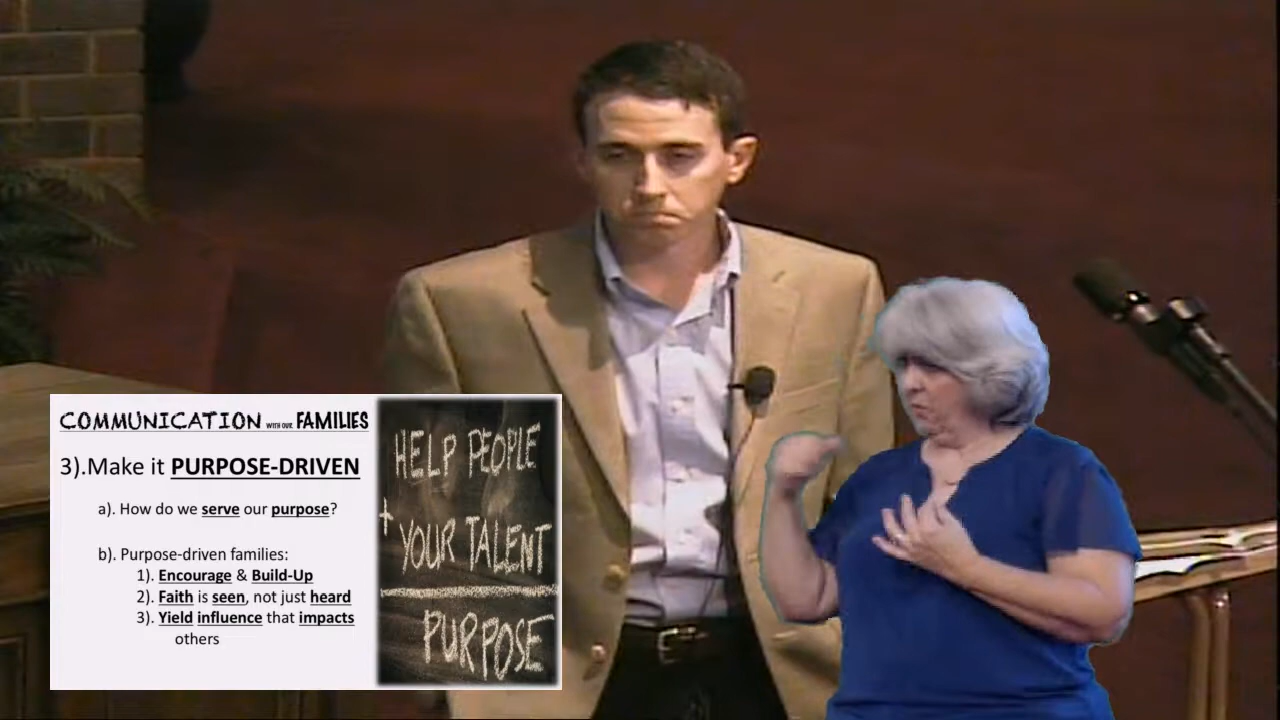 COMMUNICATION WITH OUR FAMILIES
3).Make it PURPOSE-DRIVEN
a). How do we serve our purpose?
b). Purpose-driven families:
1). Encourage & Build-Up
2). Faith is seen, not just heard
3). Yield influence that impacts
others
HELP PEOPLE
+ YOUR TALENT
PURPOSE